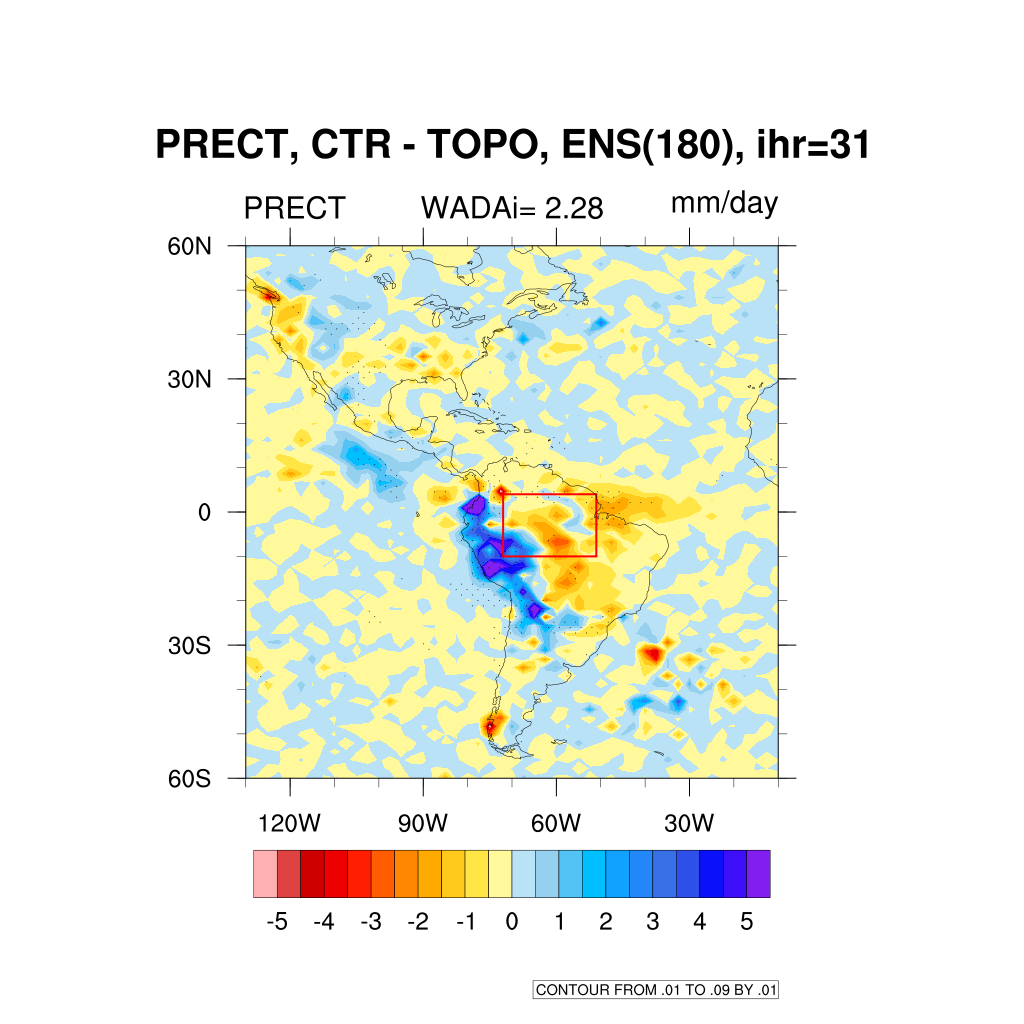 PRECT, CTR - TOPO, ENS(180), ihr=31
PRECT WADAi= 2.28 mm/day
60N
30N
0
30S
60S
120W 90W 60W 30W
-5 -4 -3 -2 -1 0 1 2 3 4 5
CONTOUR FROM .01 TO .09 BY .01